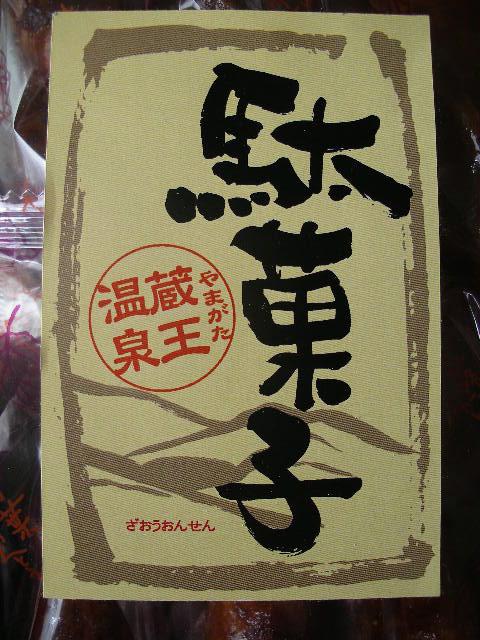 駄菓子
やまがた
蔵王
温泉
ざおうおんせん